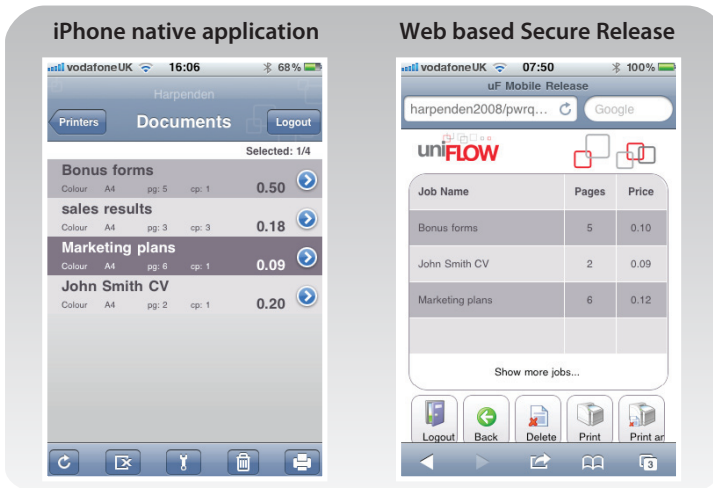 iPhone native application
vodafone UK 16:06 68%
Harpenden
Printers Documents Logout
Selected: 1/4
Bonus forms
Colour A4 pg: 5 cp: 1 0.50
sales results
Colour A4 pg: 3 cp: 3 0.18
Marketing plans
Colour A4 pg: 6 cp: 1 0.09
John Smith CV
Colour A4 pg: 2 cp: 1 0.20
Web based Secure Release
vodafone UK 07:50 100%
uF Mobile Release
harpenden2008/pwrq... Google
uniFLOW
Job Name Pages Price
Bonus forms 5 0.10
John Smith CV 2 0.09
Marketing plans 6 0.12
Show more jobs...
Logout Back Delete Print Print ar
3